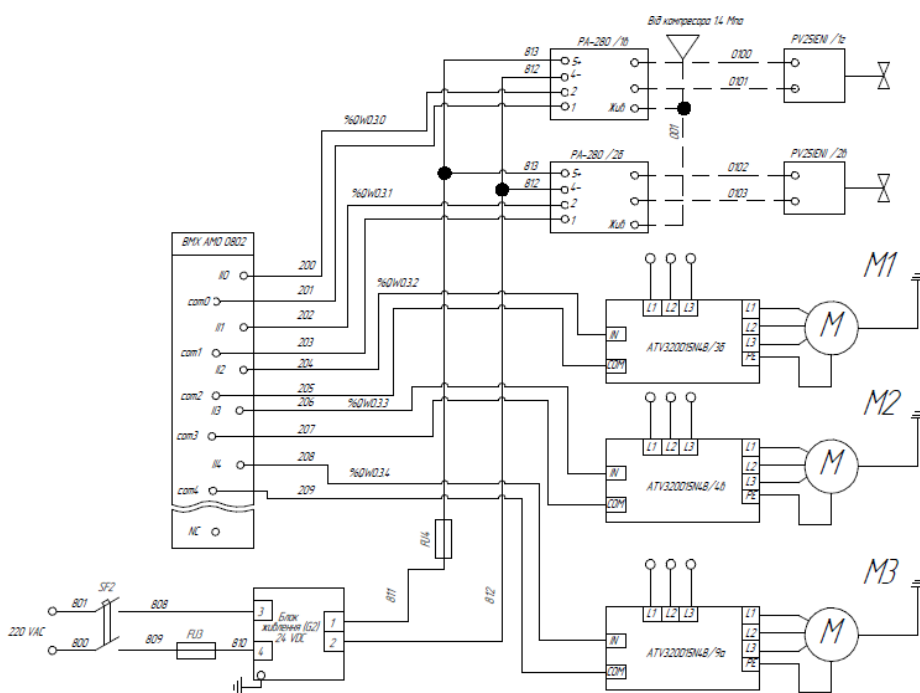 Від компресора 1.4 Мпа
PA-280 /1б
PV25(EN) /1г
813
5+
0100
812
4-
2
0101
%QW0.3.0
1
Жив
001
PA-280 /2б
PV25(EN) /2б
813
5+
0102
812
4-
%QW0.3.1
2
0103
1
Жив
BMX AMO 0802
II0
200
%QW0.3.2
M1
com0
201
II1
202
L1
L2
L3
L1
com1
203
IN
L2
M
II2
204
ATV320D15N4B/3б
L3
COM
PE
com2
205
II3
206
%QW0.3.3
M2
com3
207
L1
L2
L3
L1
II4
208
%QW0.3.4
IN
L2
M
com4
209
ATV320D15N4B/4б
L3
COM
PE
NC
FU4
M3
SF2
811
812
801
808
3
Блок
живлення (G2)
24 VDC
1
L1
L2
L3
L1
220 VAC
2
IN
L2
M
800
809
FU3
810
4
ATV320D15N4B/9а
L3
COM
PE